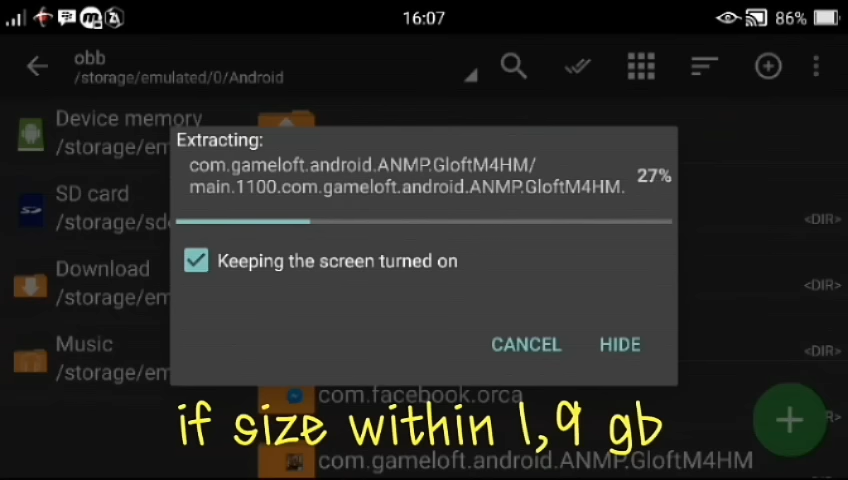 16:07
86%
obb
/storage/emulated/0/Android
Device memory
/storage/em
SD card
/storage/sd
<DIR>
Download
/storage/em
<DIR>
Music
/storage/em
<DIR>
Extracting:
com.gameloft.android.ANMP.GloftM4HM/
main.1100.com.gameloft.android.ANMP.GloftM4HM.
27%
Keeping the screen turned on
CANCEL
HIDE
com.facebook.orca
R>
if size within 1,9 gb
com.gameloft.android.ANMP.GloftM4HM